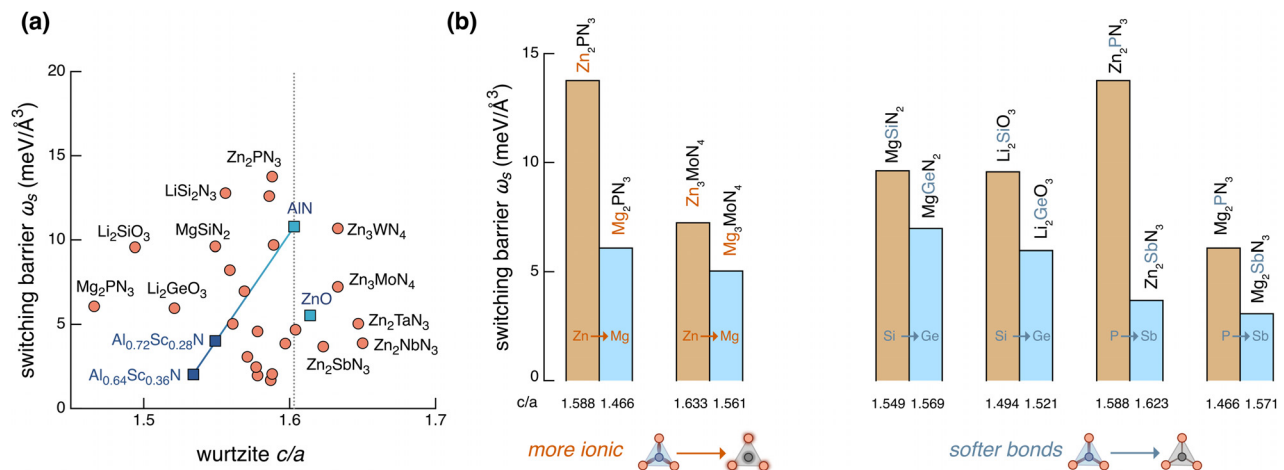 (a)
switching barrier ωs (meV/Å³)
20
15
10
5
0
1.5
1.6
1.7
wurtzite c/a
Zn₂PN₃
LiSi₂N₃
AlN
Li₂SiO₃
MgSiN₂
Zn₃WN₄
Mg₂PN₃
Li₂GeO₃
Zn₃MoN₄
ZnO
Al₀.₇₂Sc₀.₂₈N
Zn₂TaN₃
Zn₂NbN₃
Al₀.₆₄Sc₀.₃₆N
Zn₂SbN₃
(b)
switching barrier ωs (meV/Å³)
15
10
5
0
Zn₂PN₃
Mg₂PN₃
Zn₃MoN₄
Mg₃MoN₄
MgSiN₂
MgGeN₂
Li₂SiO₃
Li₂GeO₃
Zn₂PN₃
Zn₂SbN₃
Mg₂PN₃
Mg₂SbN₃
Zn→Mg
Zn→Mg
Si→Ge
Si→Ge
P→Sb
P→Sb
c/a
1.588 1.466
1.633 1.561
1.549 1.569
1.494 1.521
1.588 1.623
1.466 1.571
more ionic
softer bonds